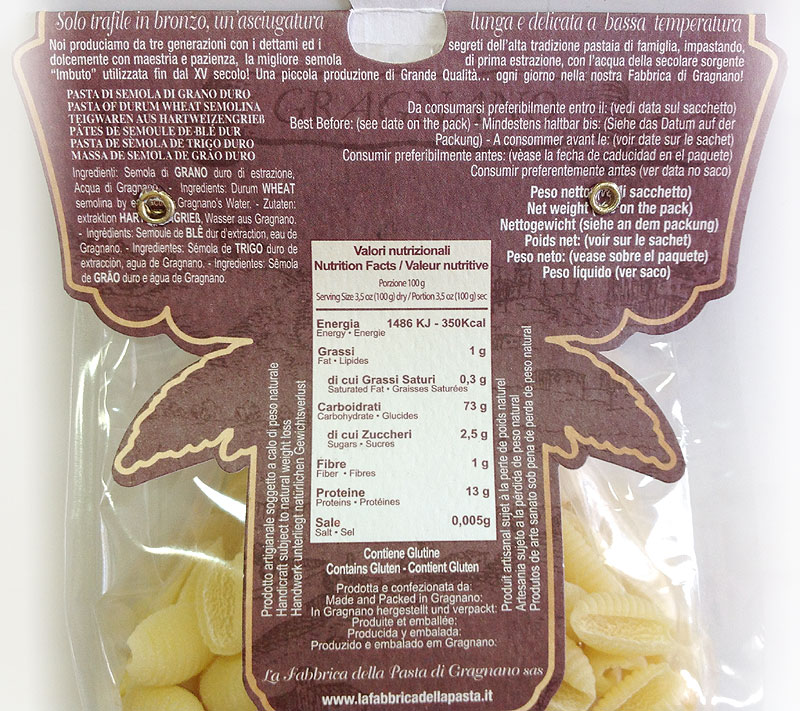 Solo trafile in bronzo, un'asciugatura lunga e delicata a bassa temperatura
Noi produciamo da tre generazioni con i dettami ed i segreti dell'alta tradizione pastaia di famiglia, impastando,
dolcemente con maestria e pazienza, la migliore semola di prima estrazione, con l'acqua della secolare sorgente
"Imbuto" utilizzata fin dal XV secolo! Una piccola produzione di Grande Qualità... ogni giorno nella nostra Fabbrica di Gragnano!
GRAGNANO
PASTA DI SEMOLA DI GRANO DURO
PASTA OF DURUM WHEAT SEMOLINA
TEIGWAREN AUS HARTWEIZENGRIEß
PÂTES DE SEMOULE DE BLÉ DUR
PASTA DE SÈMOLA DE TRIGO DURO
MASSA DE SEMOLA DE GRÃO DURO
Ingredienti: Semola di GRANO duro di estrazione,
Acqua di Gragnano. - Ingredients: Durum WHEAT
semolina by Gragnano's Water. - Zutaten:
extraktion Wasser aus Gragnano.
- Ingrédients: Semoule de BLÉ dur d'extraction, eau de
Gragnano. - Ingredientes: Sémola de TRIGO duro de
extracción, agua de Gragnano. - Ingredientes: Sêmola
de GRÃO duro e água de Gragnano.
Da consumarsi preferibilmente entro il: (vedi data sul sacchetto)
Best Before: (see date on the pack) - Mindestens haltbar bis: (Siehe das Datum auf der
Packung) - A consommer avant le: (voir date sur le sachet)
Consumir preferiblemente antes: (vèase la fecha de caducidad en el paquete)
Consumir preferentemente antes (ver data no saco)
Peso netto sacchetto)
Net weight on the pack)
Nettogewicht (siehe an dem packung)
Poids net: (voir sur le sachet)
Peso neto: (vease sobre el paquete)
Peso líquido (ver saco)
Valori nutrizionali
Nutrition Facts / Valeur nutritive
Porzione 100 g
Serving Size 3,5 oz (100 g) dry / Portion 3,5 oz (100 g) sec
Energia 1486 KJ - 350Kcal
Energy • Energie
Grassi 1 g
Fat • Lipides
di cui Grassi Saturi 0,3 g
Saturated Fat • Graisses Saturées
Carboidrati 73 g
Carbohydrate • Glucides
di cui Zuccheri 2,5 g
Sugars • Sucres
Fibre 1 g
Fiber • Fibres
Proteine 13 g
Proteins • Protéines
Sale 0,005g
Salt • Sel
Prodotto artigianale soggetto a calo di peso naturale
Handicraft subject to natural weight loss
Handwerk unterliegt natürlichen Gewichtsverlust
Produit artisanal sujet à la perte de poids naturel
Artesania sujeto a la pérdida de peso natural
Produtos de arte sanato sob pena de perda de peso natural
Contiene Glutine
Contains Gluten - Contient Gluten
Prodotta e confezionata da:
Made and Packed in Gragnano:
In Gragnano hergestellt und verpackt:
Produite et emballée:
Producida y embalada:
Produzido e embalado em Gragnano:
La Fabbrica della Pasta di Gragnano sas
www.lafabbricadellapasta.it